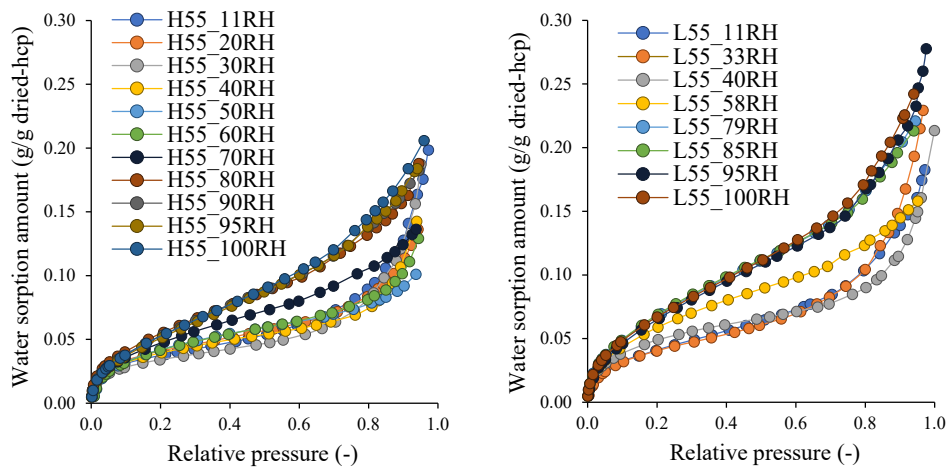 Water sorption amount (g/g dried-hcp)
0.30
0.25
0.20
0.15
0.10
0.05
0.00
H55_11RH
H55_20RH
H55_30RH
H55_40RH
H55_50RH
H55_60RH
H55_70RH
H55_80RH
H55_90RH
H55_95RH
H55_100RH
0.0 0.2 0.4 0.6 0.8 1.0
Relative pressure (-)
Water sorption amount (g/g dried-hcp)
0.30
0.25
0.20
0.15
0.10
0.05
0.00
L55_11RH
L55_33RH
L55_40RH
L55_58RH
L55_79RH
L55_85RH
L55_95RH
L55_100RH
0.0 0.2 0.4 0.6 0.8 1.0
Relative pressure (-)